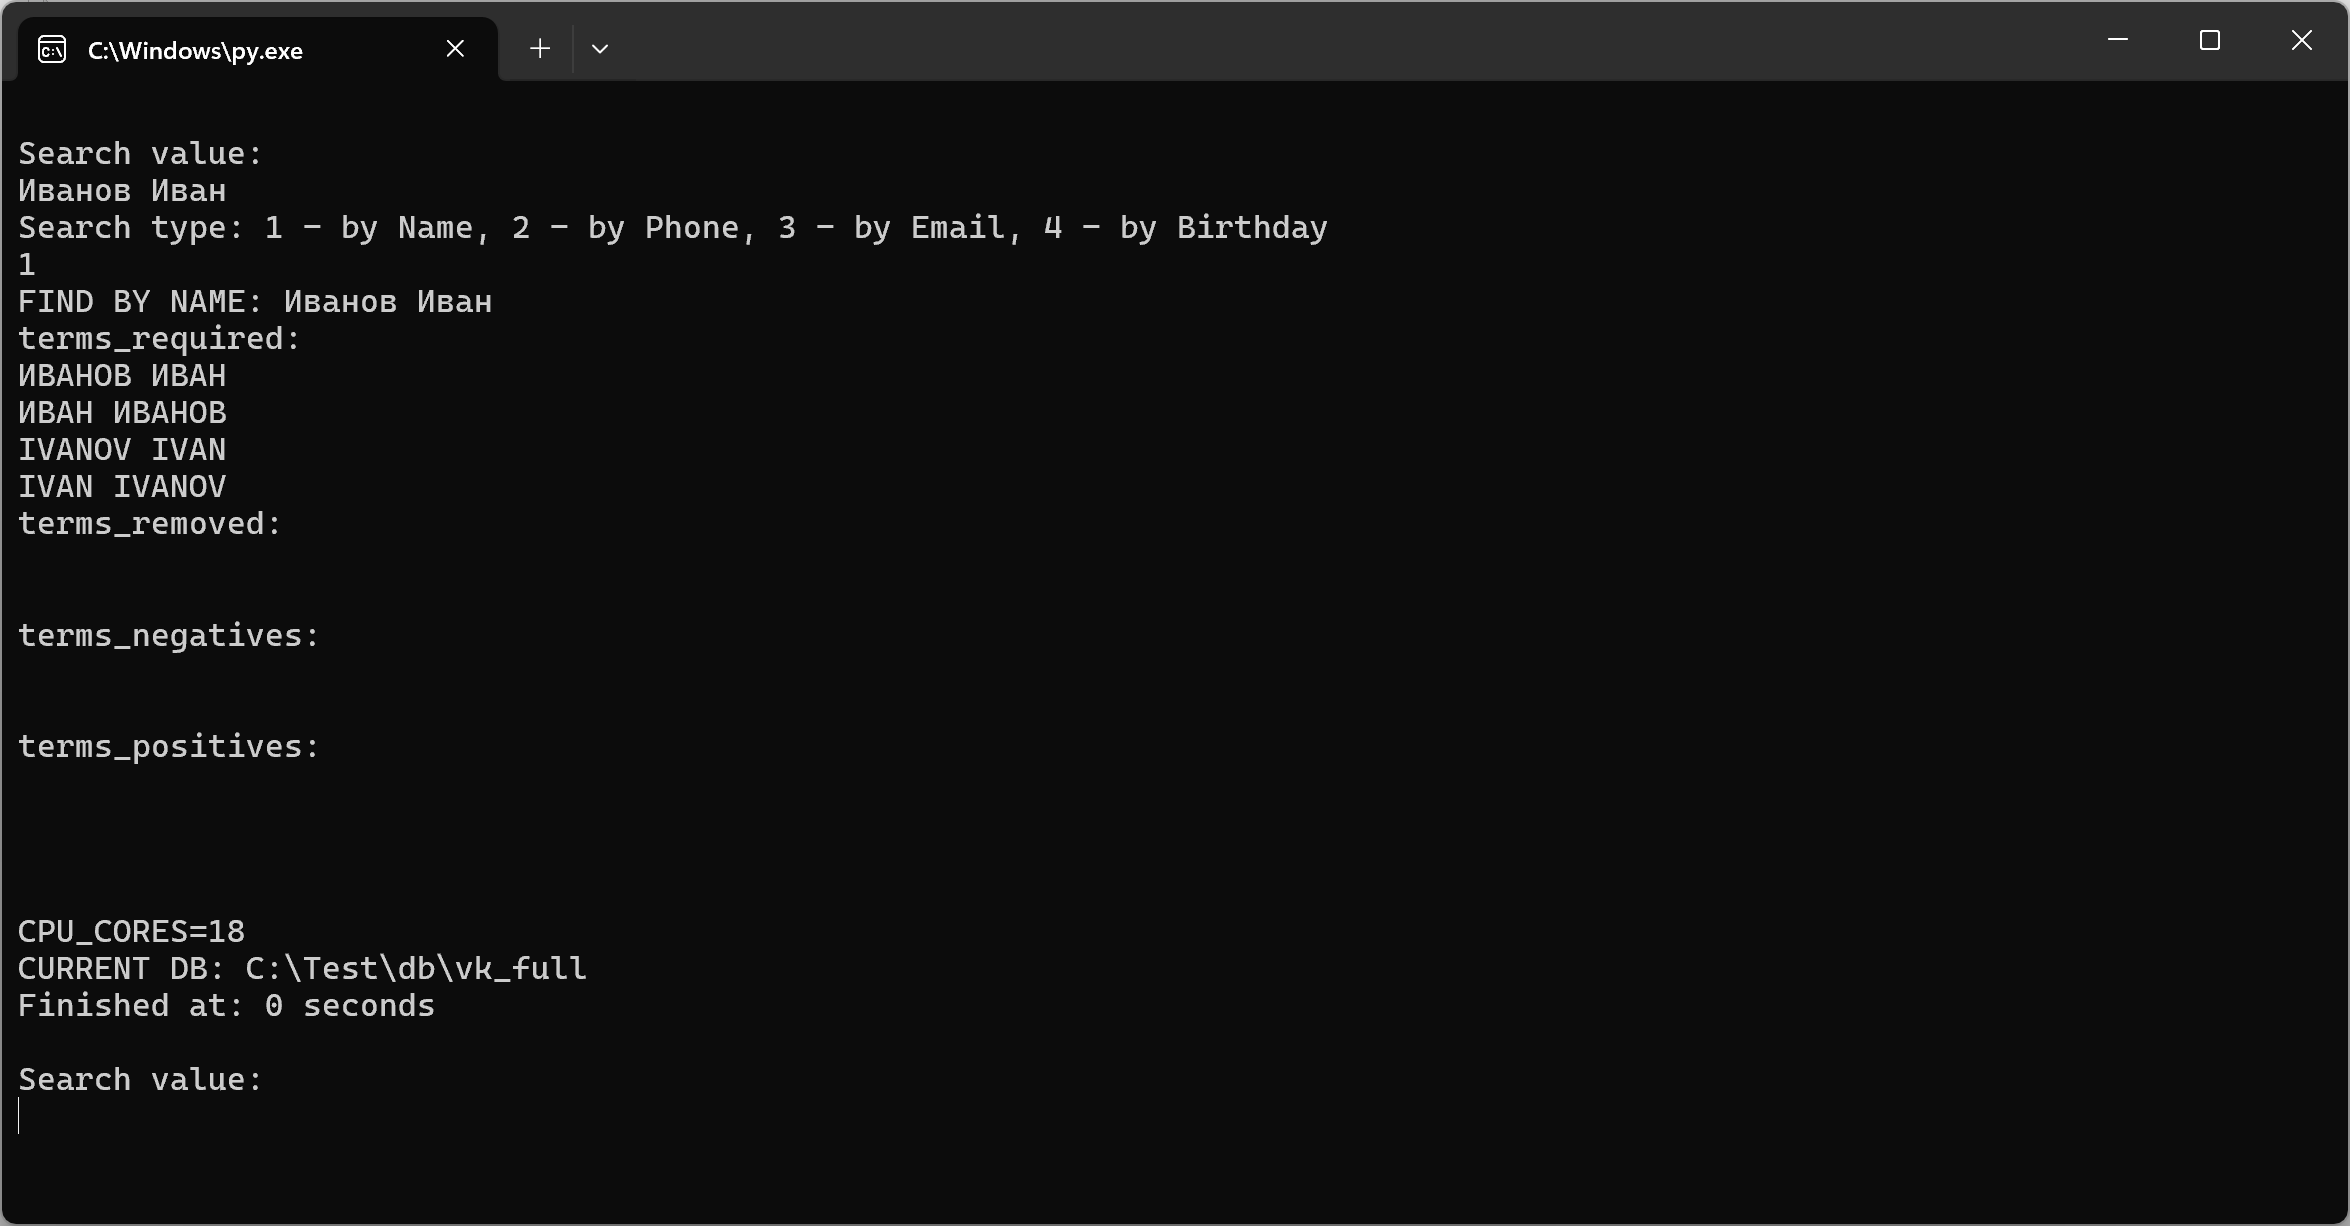 C:\Windows\py.exe
Search value:
Иванов Иван
Search type: 1 - by Name, 2 - by Phone, 3 - by Email, 4 - by Birthday
1
FIND BY NAME: Иванов Иван
terms_required:
ИВАНОВ ИВАН
ИВАН ИВАНОВ
IVANOV IVAN
IVAN IVANOV
terms_removed:
terms_negatives:
terms_positives:
CPU_CORES=18
CURRENT DB: C:\Test\db\vk_full
Finished at: 0 seconds
Search value: